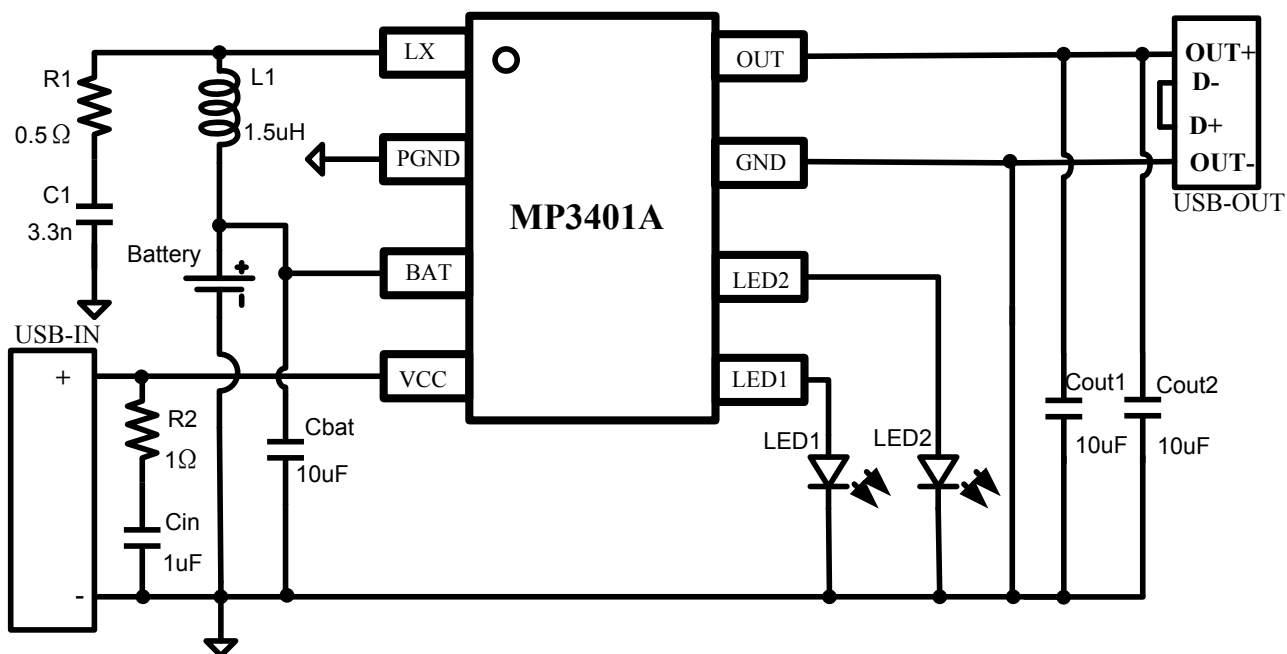 LX
OUT
OUT+
R1
L1
D-
0.5Ω
1.5uH
D+
PGND
GND
OUT-
C1
MP3401A
USB-OUT
3.3n
Battery
+
-
BAT
LED2
USB-IN
+
VCC
LED1
R2
Cout1
Cout2
1Ω
Cbat
LED1
LED2
10uF
10uF
10uF
Cin
1uF
-